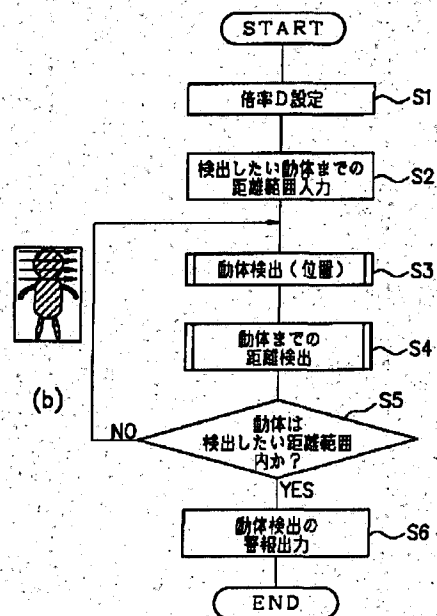 START
倍率D設定
S1
検出したい動体までの
距離範囲入力
S2
動体検出(位置)
S3
動体までの
距離検出
S4
(b)
S5
動体は
検出したい距離範囲
内か?
NO
YES
動体検出の
警報出力
S6
END